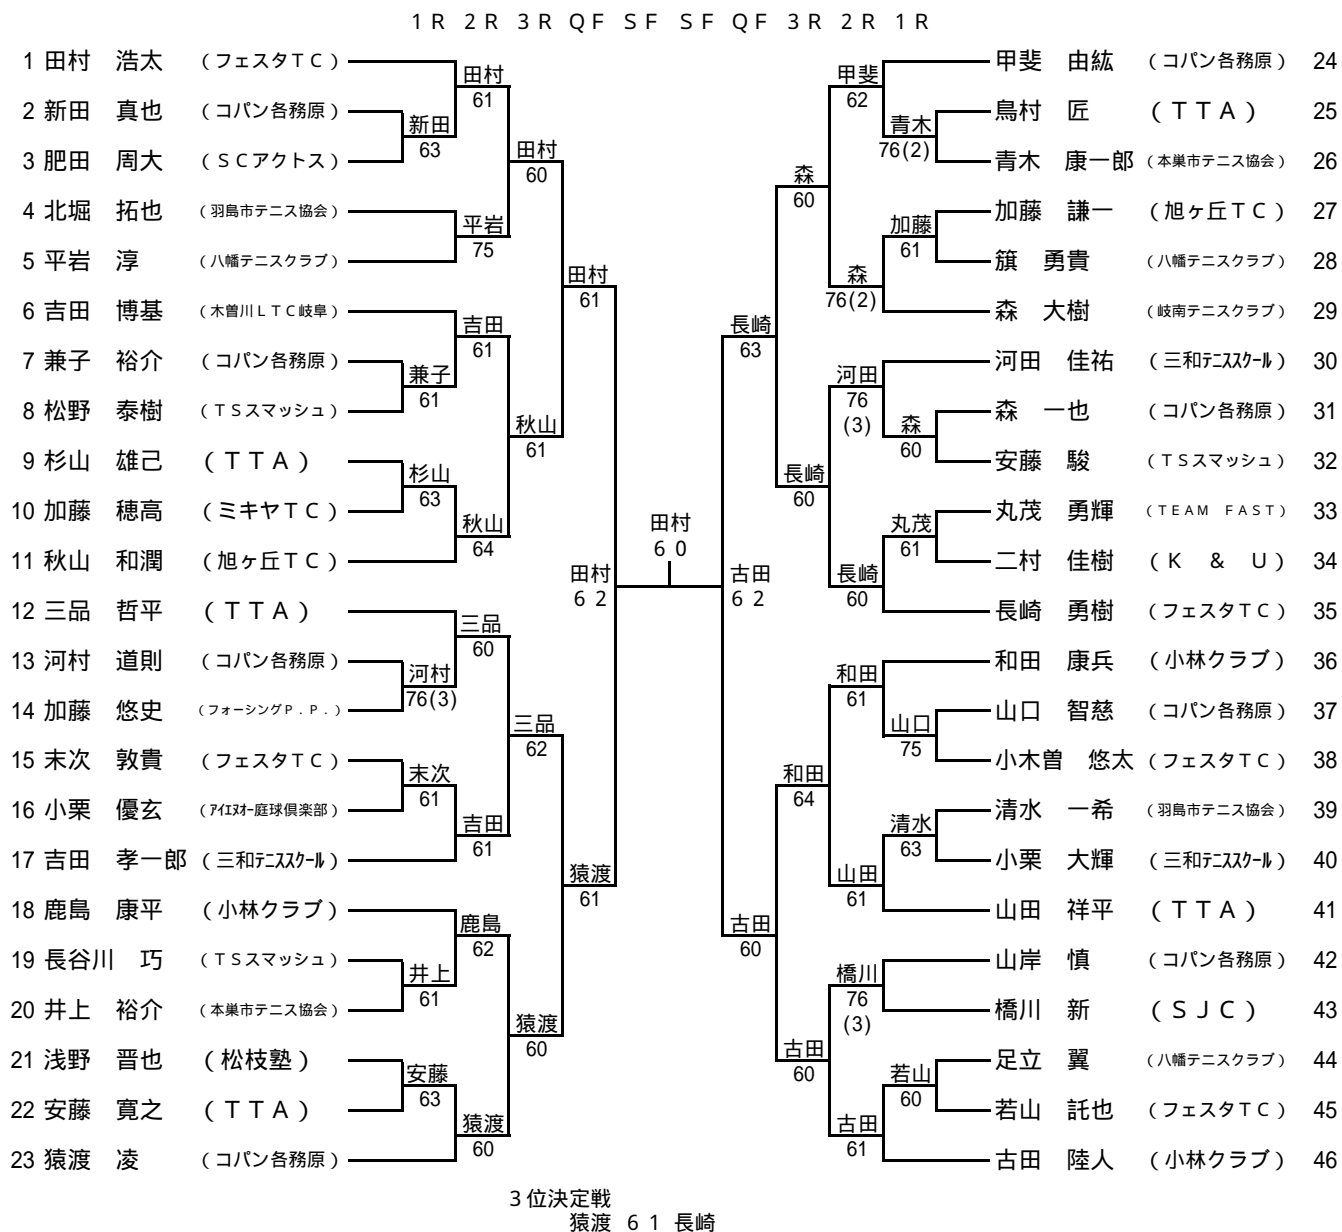 １Ｒ ２Ｒ ３Ｒ ＱＦ ＳＦ ＳＦ ＱＦ ３Ｒ ２Ｒ １Ｒ
1 田村　浩太 （フェスタＴＣ）
2 新田　真也 （コパン各務原）
3 肥田　周大 （ＳＣアクトス）
4 北堀　拓也 （羽島市テニス協会）
5 平岩　淳 （八幡テニスクラブ）
6 吉田　博基 （木曽川ＬＴＣ岐阜）
7 兼子　裕介 （コパン各務原）
8 松野　泰樹 （ＴＳスマッシュ）
9 杉山　雄己 （ＴＴＡ）
10 加藤　穂高 （ミキヤＴＣ）
11 秋山　和潤 （旭ヶ丘ＴＣ）
12 三品　哲平 （ＴＴＡ）
13 河村　道則 （コパン各務原）
14 加藤　悠史 （フォーシングＰ．Ｐ．）
15 末次　敦貴 （フェスタＴＣ）
16 小栗　優玄 （ｱｲｴﾇｵｰ庭球倶楽部）
17 吉田　孝一郎 （三和ﾃﾆｽｽｸｰﾙ）
18 鹿島　康平 （小林クラブ）
19 長谷川　巧 （ＴＳスマッシュ）
20 井上　裕介 （本巣市テニス協会）
21 浅野　晋也 （松枝塾）
22 安藤　寛之 （ＴＴＡ）
23 猿渡　凌 （コパン各務原）
新田
63
兼子
61
杉山
63
河村
76(3)
末次
61
井上
61
安藤
63
田村
61
平岩
75
吉田
61
秋山
64
三品
60
吉田
61
鹿島
62
猿渡
60
田村
60
秋山
61
三品
62
猿渡
60
田村
61
猿渡
61
田村
６２
田村
６０
古田
６２
長崎
63
古田
60
森
60
長崎
60
和田
64
古田
60
甲斐
62
森
76(2)
河田
76
(3)
長崎
60
和田
61
山田
61
橋川
76
(3)
古田
61
青木
76(2)
加藤
61
森
60
丸茂
61
山口
75
清水
63
若山
60
甲斐　由紘 （コパン各務原） 24
鳥村　匠 （ＴＴＡ） 25
青木　康一郎 （本巣市テニス協会） 26
加藤　謙一 （旭ヶ丘ＴＣ） 27
籏　勇貴 （八幡テニスクラブ） 28
森　大樹 （岐南テニスクラブ） 29
河田　佳祐 （三和ﾃﾆｽｽｸｰﾙ） 30
森　一也 （コパン各務原） 31
安藤　駿 （ＴＳスマッシュ） 32
丸茂　勇輝 （ＴＥＡＭ　ＦＡＳＴ） 33
二村　佳樹 （Ｋ　＆　Ｕ） 34
長崎　勇樹 （フェスタＴＣ） 35
和田　康兵 （小林クラブ） 36
山口　智慈 （コパン各務原） 37
小木曽　悠太 （フェスタＴＣ） 38
清水　一希 （羽島市テニス協会） 39
小栗　大輝 （三和ﾃﾆｽｽｸｰﾙ） 40
山田　祥平 （ＴＴＡ） 41
山岸　慎 （コパン各務原） 42
橋川　新 （ＳＪＣ） 43
足立　翼 （八幡テニスクラブ） 44
若山　託也 （フェスタＴＣ） 45
古田　陸人 （小林クラブ） 46
３位決定戦
猿渡 ６１ 長崎